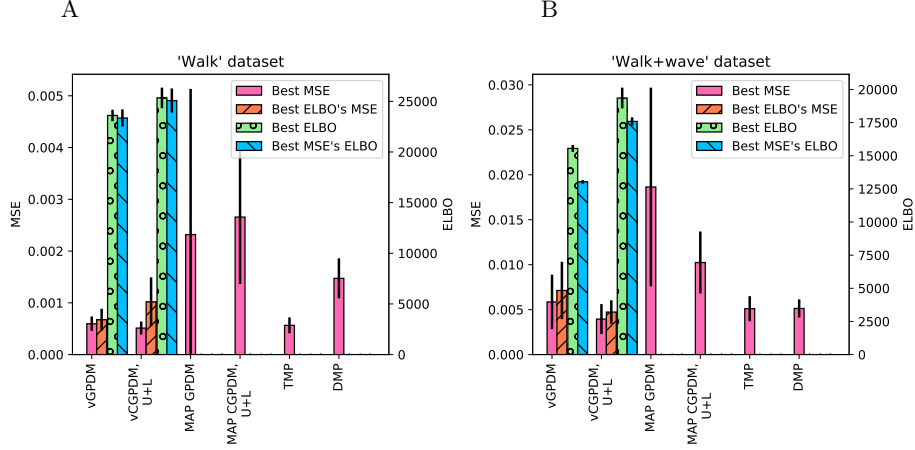 A
B
'Walk' dataset
Best MSE
Best ELBO's MSE
Best ELBO
Best MSE's ELBO
0.005
0.004
0.003
0.002
0.001
0.000
MSE
25000
20000
15000
10000
5000
0
ELBO
vGPDM
vCGPDM,
U+L
MAP GPDM
MAP CGPDM,
U+L
TMP
DMP
'Walk+wave' dataset
Best MSE
Best ELBO's MSE
Best ELBO
Best MSE's ELBO
0.030
0.025
0.020
0.015
0.010
0.005
0.000
MSE
20000
17500
15000
12500
10000
7500
5000
2500
0
ELBO
vGPDM
vCGPDM,
U+L
MAP GPDM
MAP CGPDM,
U+L
TMP
DMP